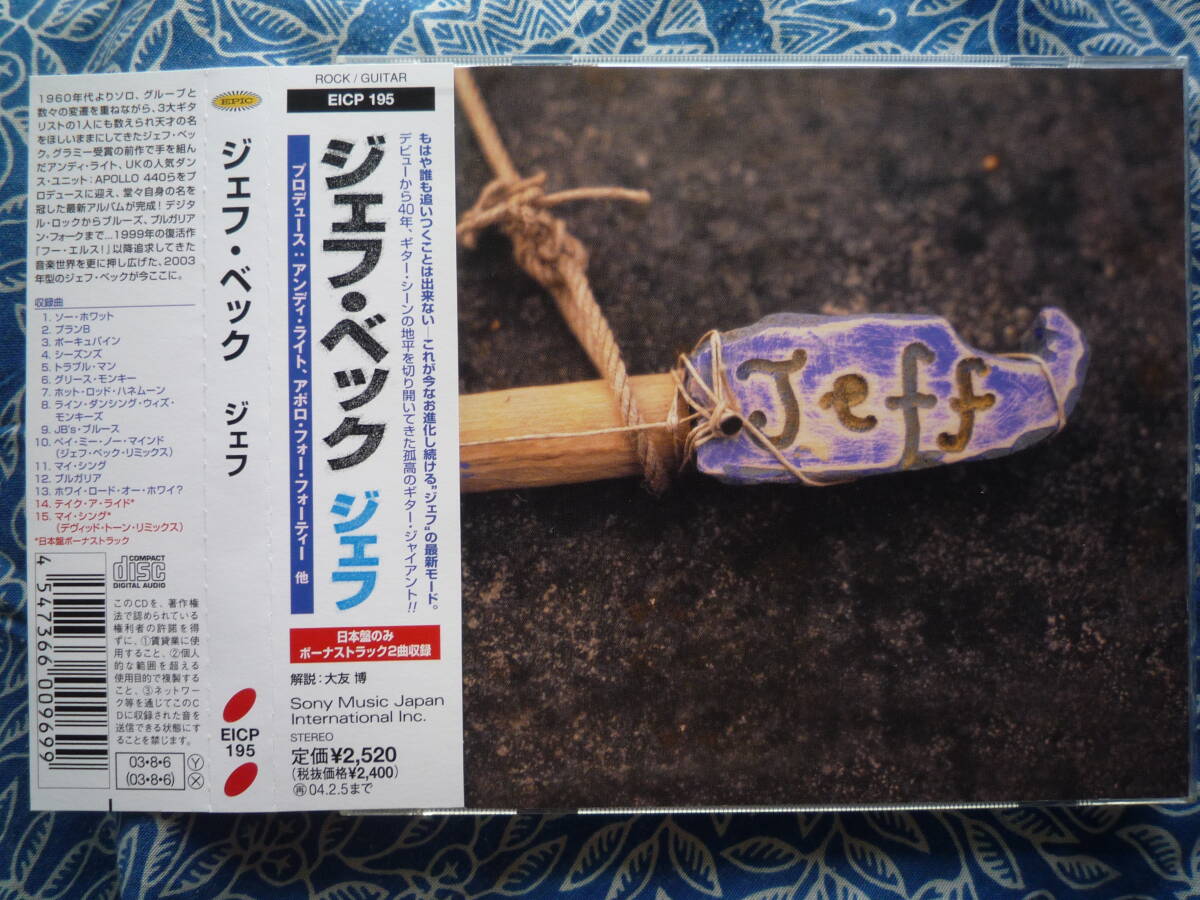 1960年代よりソロ、グループと
数々の変遷を重ねながら、3大ギタ
リストの1人にも数えられ天才の名
をほしいままにしてきたジェフ・ベッ
ク。グラミー受賞の前作で手を組ん
だアンディ・ライト、UKの人気ダン
ス・ユニット:APOLLO 440らをプ
ロデュースに迎え、堂々自身の名を
冠した最新アルバムが完成!デジタ
ル・ロックからブルーズ、ブルガリア
ン・フォークまで…1999年の復活作
「フー・エルス!」以降追求してきた
音楽世界を更に押し広げた、2003
年型のジェフ・ベックが今ここに。
収録曲
1. ソー・ホワット
2. プランB
3. ポーキュパイン
4. シーズンズ
5. トラブル・マン
6. グリース・モンキー
7. ホット・ロッド・ハネムーン
8. ライン・ダンシング・ウィズ・
モンキーズ
9. JB's・ブルース
10. ペイ・ミー・ノー・マインド
(ジェフ・ベック・リミックス)
11. マイ・シング
12. ブルガリア
13. ホワイ・ロード・オー・ホワイ?
14. テイク・ア・ライド*
15. マイ・シング*
(デヴィッド・トーン・リミックス)
*日本盤ボーナストラック
4 547366 009699
COMPACT
disc
DIGITAL AUDIO
このCDを、著作権
法で認められている
権利者の許諾を得
ずに、①賃貸業に使
用すること、②個人
的な範囲を超える
使用目的で複製する
こと、③ネットワー
ク等を通じてこのC
Dに収録された音を
送信できる状態にす
ることを禁じます。
03・8・6 Y
(03・8・6) X
EPIC
ジェフ・ベック ジェフ
EICP
195
ROCK / GUITAR
EICP 195
もはや誰も追いつくことは出来ない―これが今なお進化し続ける"ジェフ"の最新モード。
デビューから40年、ギター・シーンの地平を切り開いてきた孤高のギター・ジャイアント!!
ジェフ・ベック ジェフ
プロデュース:アンディ・ライト、アポロ・フォー・フォーティー 他
日本盤のみ
ボーナストラック2曲収録
解説:大友 博
Sony Music Japan
International Inc.
STEREO
定価¥2,520
(税抜価格¥2,400)
再04.2.5まで
Jeff